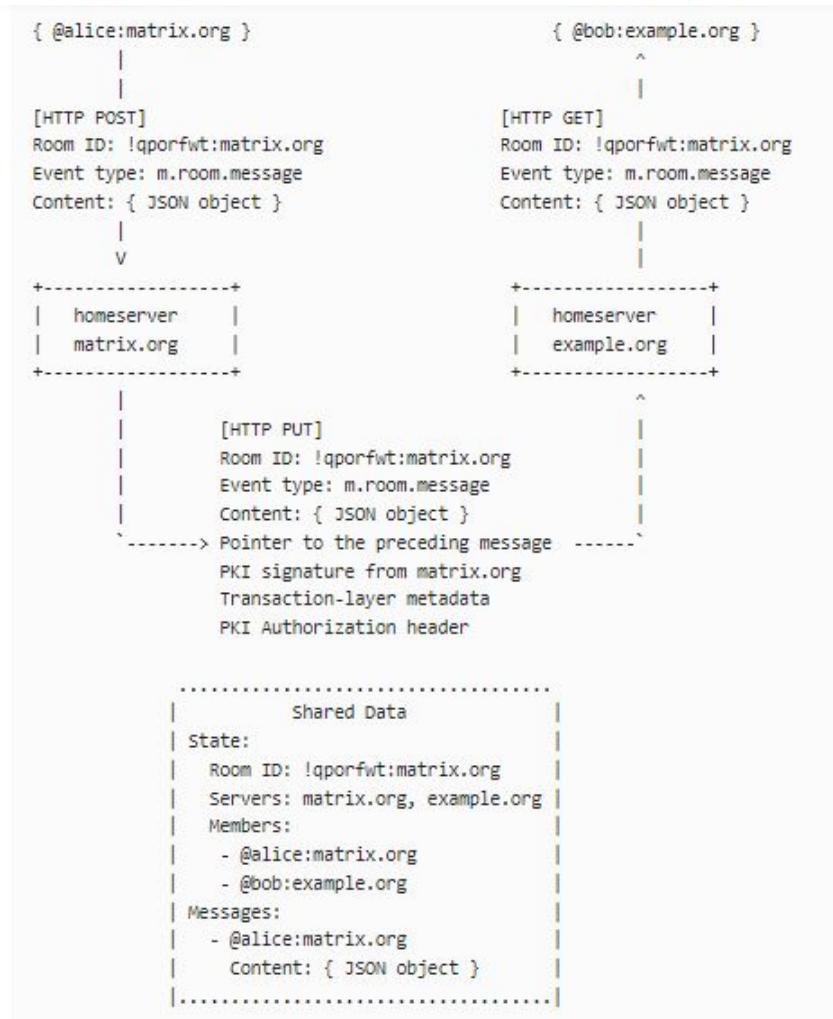 { @alice:matrix.org } { @bob:example.org }
| ^
| |
[HTTP POST] [HTTP GET]
Room ID: !qporfwt:matrix.org Room ID: !qporfwt:matrix.org
Event type: m.room.message Event type: m.room.message
Content: { JSON object } Content: { JSON object }
| |
V |
+------------------+ +------------------+
| homeserver | | homeserver |
| matrix.org | | example.org |
+------------------+ +------------------+
| ^
| [HTTP PUT] |
| Room ID: !qporfwt:matrix.org |
| Event type: m.room.message |
| Content: { JSON object } |
`-------> Pointer to the preceding message ------`
PKI signature from matrix.org
Transaction-layer metadata
PKI Authorization header
....................................
| Shared Data |
| State: |
| Room ID: !qporfwt:matrix.org |
| Servers: matrix.org, example.org |
| Members: |
| - @alice:matrix.org |
| - @bob:example.org |
| Messages: |
| - @alice:matrix.org |
| Content: { JSON object } |
|....................................|